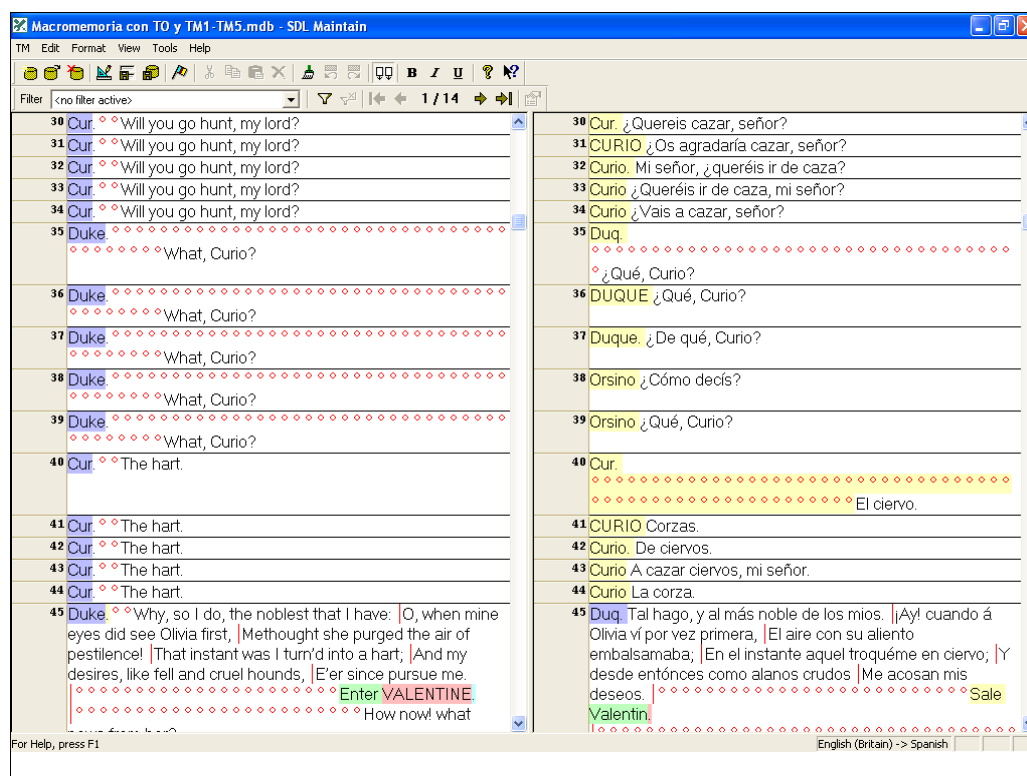 Macromemoria con TO y TM1-TM5.mdb - SDL Maintain
TM Edit Format View Tools Help
B I U
Filter <no filter active> 1 / 14
30 Cur. Will you go hunt, my lord?
31 Cur. Will you go hunt, my lord?
32 Cur. Will you go hunt, my lord?
33 Cur. Will you go hunt, my lord?
34 Cur. Will you go hunt, my lord?
35 Duke.
What, Curio?
36 Duke.
What, Curio?
37 Duke.
What, Curio?
38 Duke.
What, Curio?
39 Duke.
What, Curio?
40 Cur. The hart.
41 Cur. The hart.
42 Cur. The hart.
43 Cur. The hart.
44 Cur. The hart.
45 Duke. Why, so I do, the noblest that I have: |O, when mine
eyes did see Olivia first, |Methought she purged the air of
pestilence! |That instant was I turn'd into a hart; |And my
desires, like fell and cruel hounds, |E'er since pursue me.
|Enter VALENTINE.
|How now! what
30 Cur. ¿Quereis cazar, señor?
31 CURIO ¿Os agradaría cazar, señor?
32 Curio. Mi señor, ¿queréis ir de caza?
33 Curio ¿Queréis ir de caza, mi señor?
34 Curio ¿Vais a cazar, señor?
35 Duq.
¿Qué, Curio?
36 DUQUE ¿Qué, Curio?
37 Duque. ¿De qué, Curio?
38 Orsino ¿Cómo decís?
39 Orsino ¿Qué, Curio?
40 Cur.
El ciervo.
41 CURIO Corzas.
42 Curio. De ciervos.
43 Curio A cazar ciervos, mi señor.
44 Curio La corza.
45 Duq. Tal hago, y al más noble de los mios. |¡Ay! cuando á
Olivia ví por vez primera, |El aire con su aliento
embalsamaba; |En el instante aquel troquéme en ciervo; |Y
desde entónces como alanos crudos |Me acosan mis
deseos. |Sale
Valentin.
For Help, press F1
English (Britain) -> Spanish